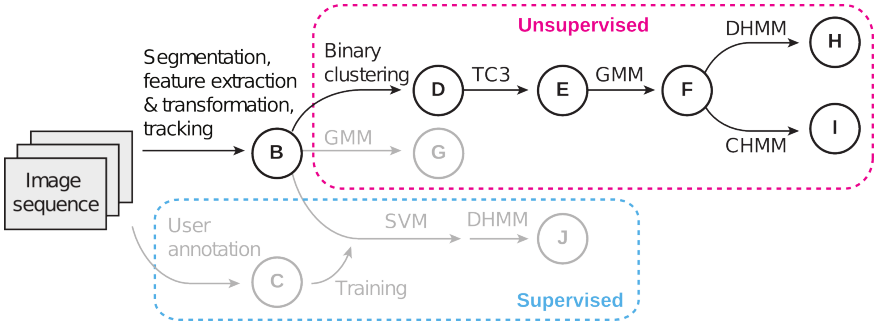 Unsupervised
Segmentation,
feature extraction
& transformation,
tracking
Binary
clustering
D
TC3
E
GMM
F
DHMM
H
CHMM
I
B
GMM
G
Image
sequence
User
annotation
C
Training
SVM
DHMM
J
Supervised